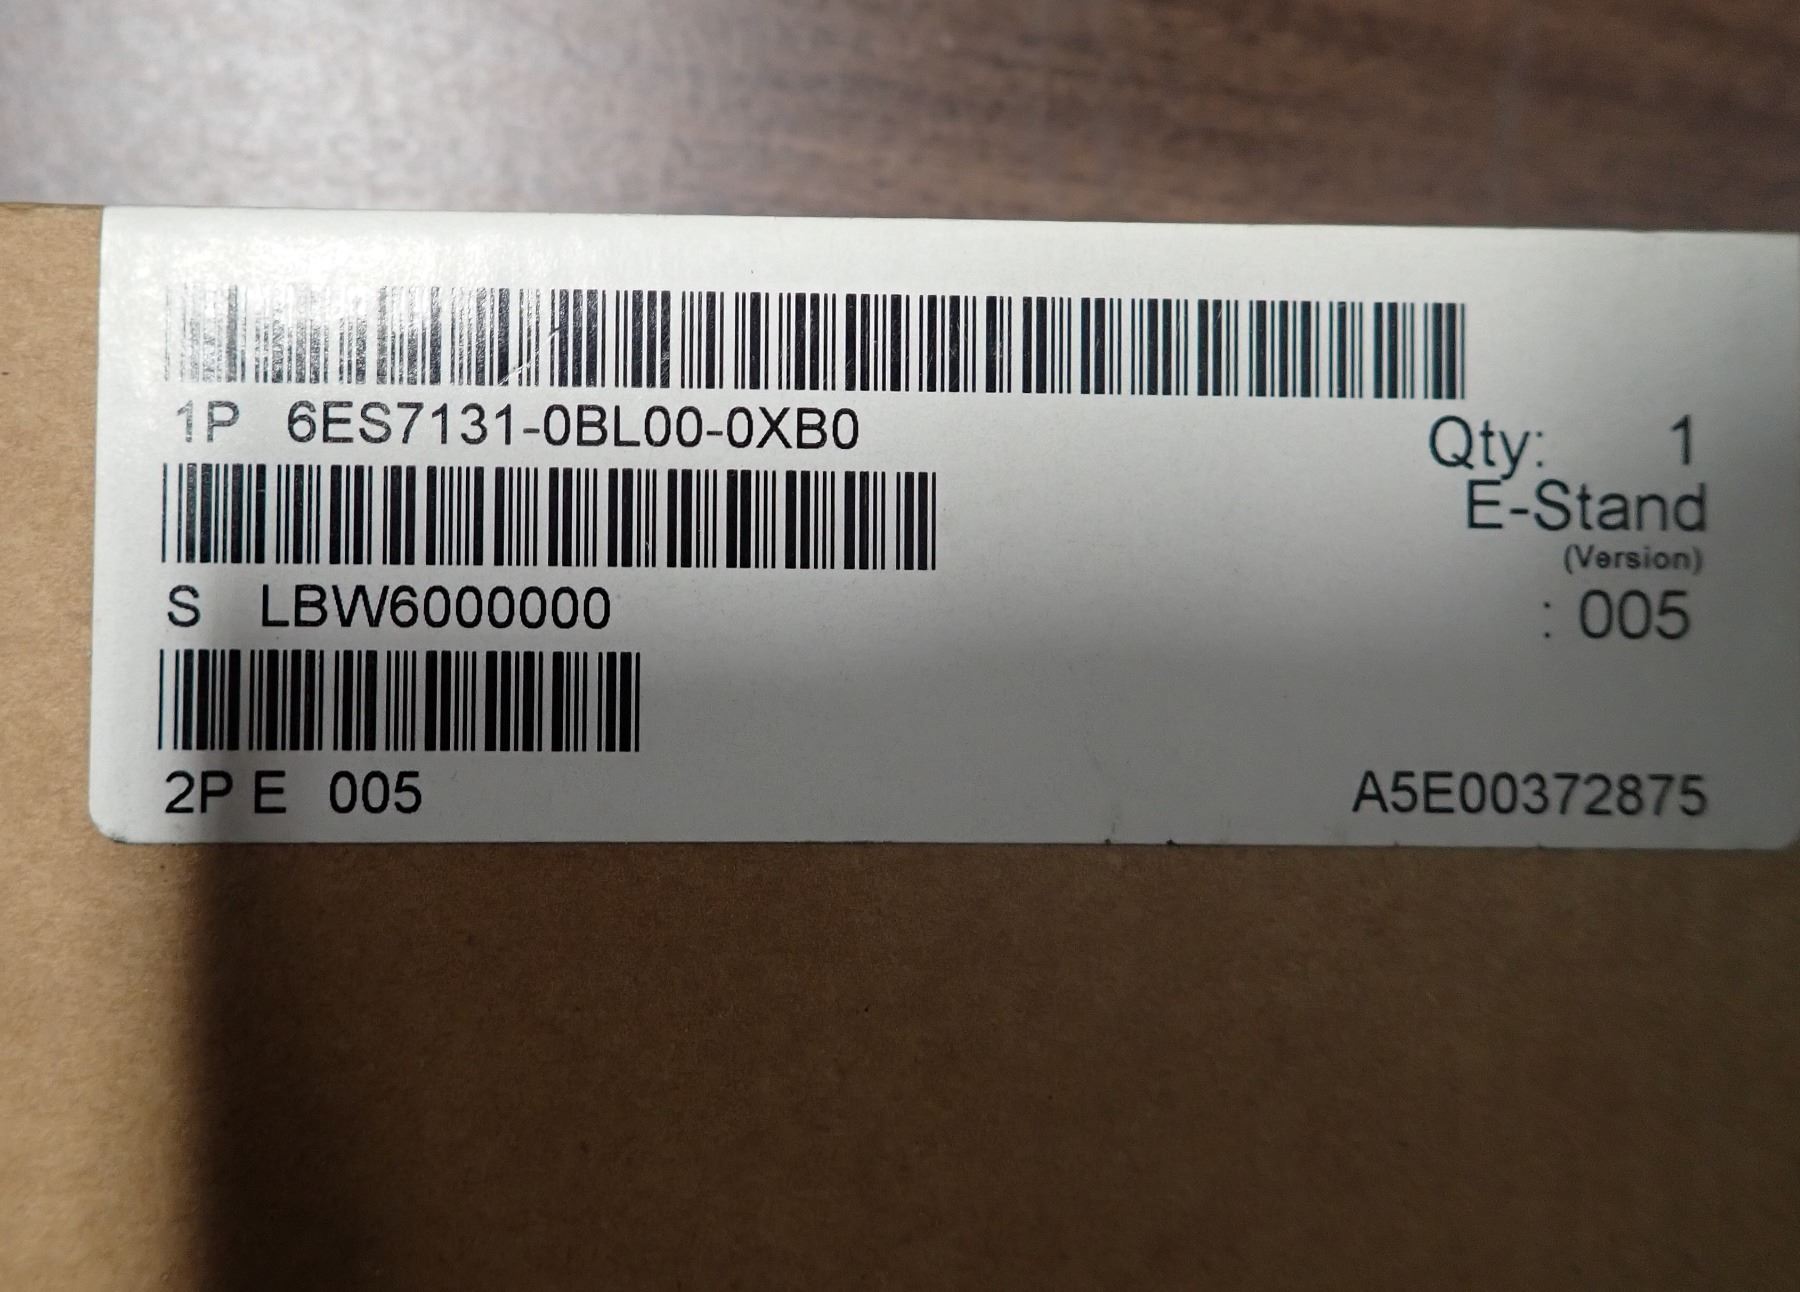 1P 6ES7131-0BL00-0XB0
Qty: 1
E-Stand
(Version)
S LBW6000000
: 005
2P E 005
A5E00372875